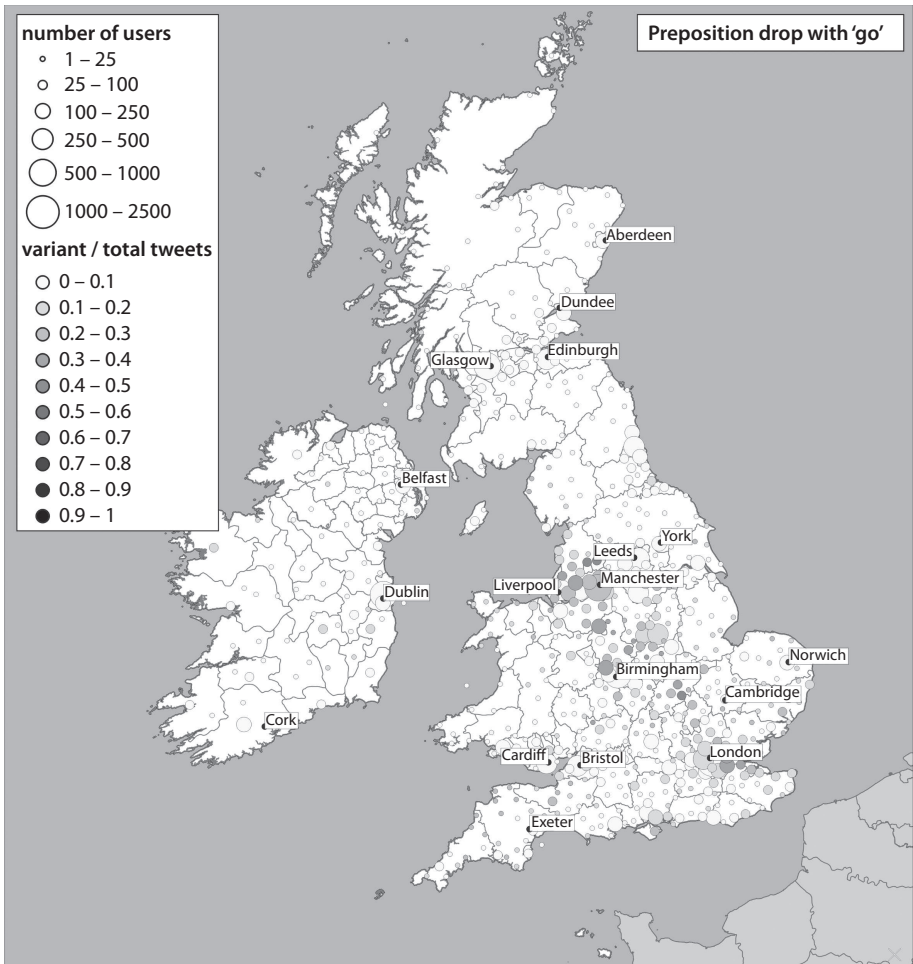 number of users
1 – 25
25 – 100
100 – 250
250 – 500
500 – 1000
1000 – 2500
variant / total tweets
0 – 0.1
0.1 – 0.2
0.2 – 0.3
0.3 – 0.4
0.4 – 0.5
0.5 – 0.6
0.6 – 0.7
0.7 – 0.8
0.8 – 0.9
0.9 – 1
Preposition drop with ‘go’
Aberdeen
Dundee
Edinburgh
Glasgow
Belfast
York
Leeds
Manchester
Liverpool
Dublin
Norwich
Birmingham
Cambridge
Cork
London
Cardiff
Bristol
Exeter